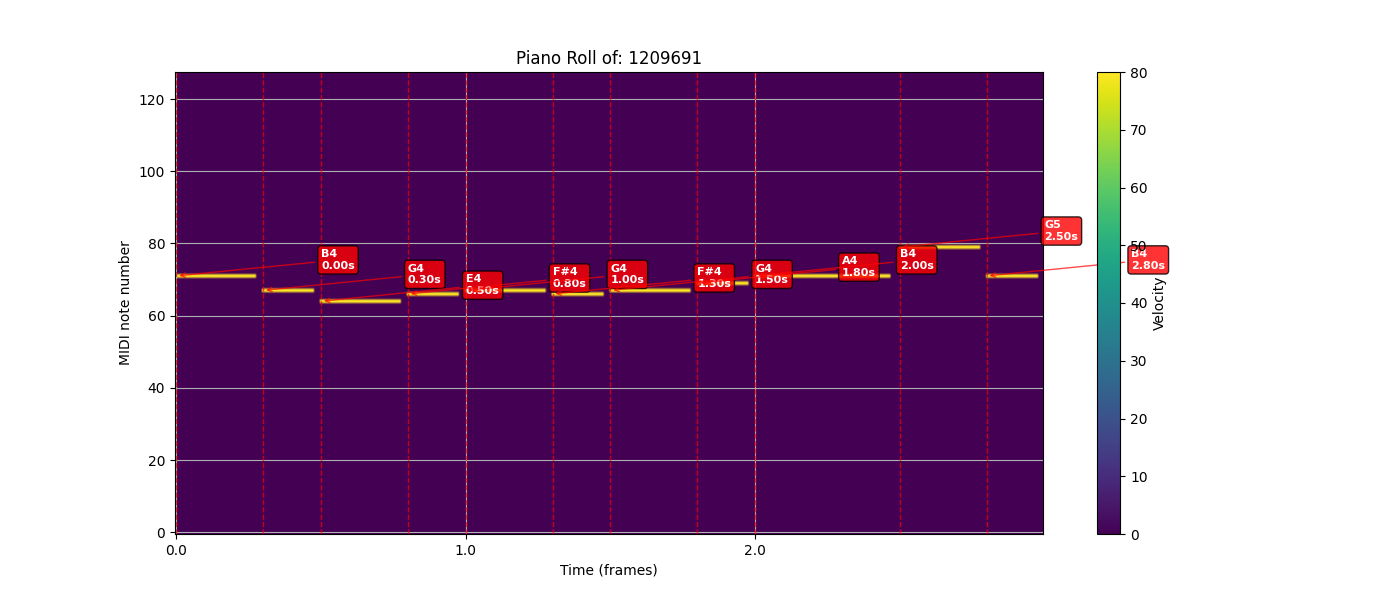 Piano Roll of: 1209691
120
100
80
60
40
20
0
MIDI note number
0.0
1.0
2.0
Time (frames)
B4
0.00s
G4
0.30s
E4
0.50s
F#4
0.80s
G4
1.00s
F#4
1.30s
G4
1.50s
A4
1.80s
B4
2.00s
G5
2.50s
B4
2.80s
80
70
60
50
40
30
20
10
0
Velocity